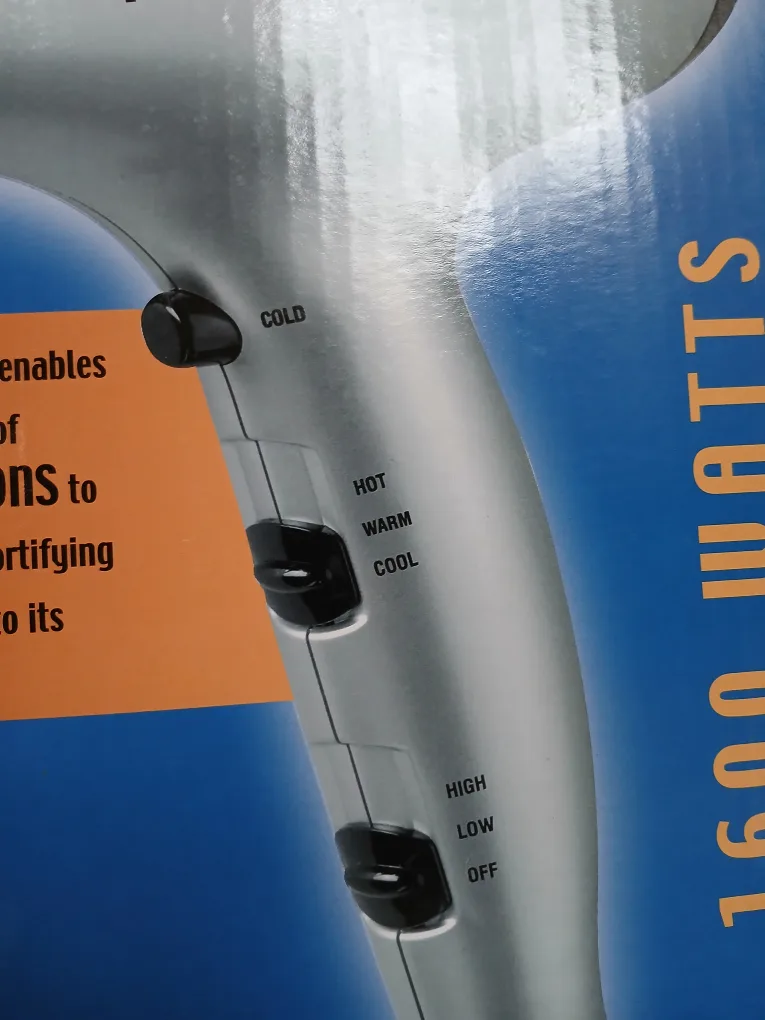 COLD
enables
of
ons to
ortifying
to its
HOT
WARM
COOL
HIGH
LOW
OFF
1600 WATTS